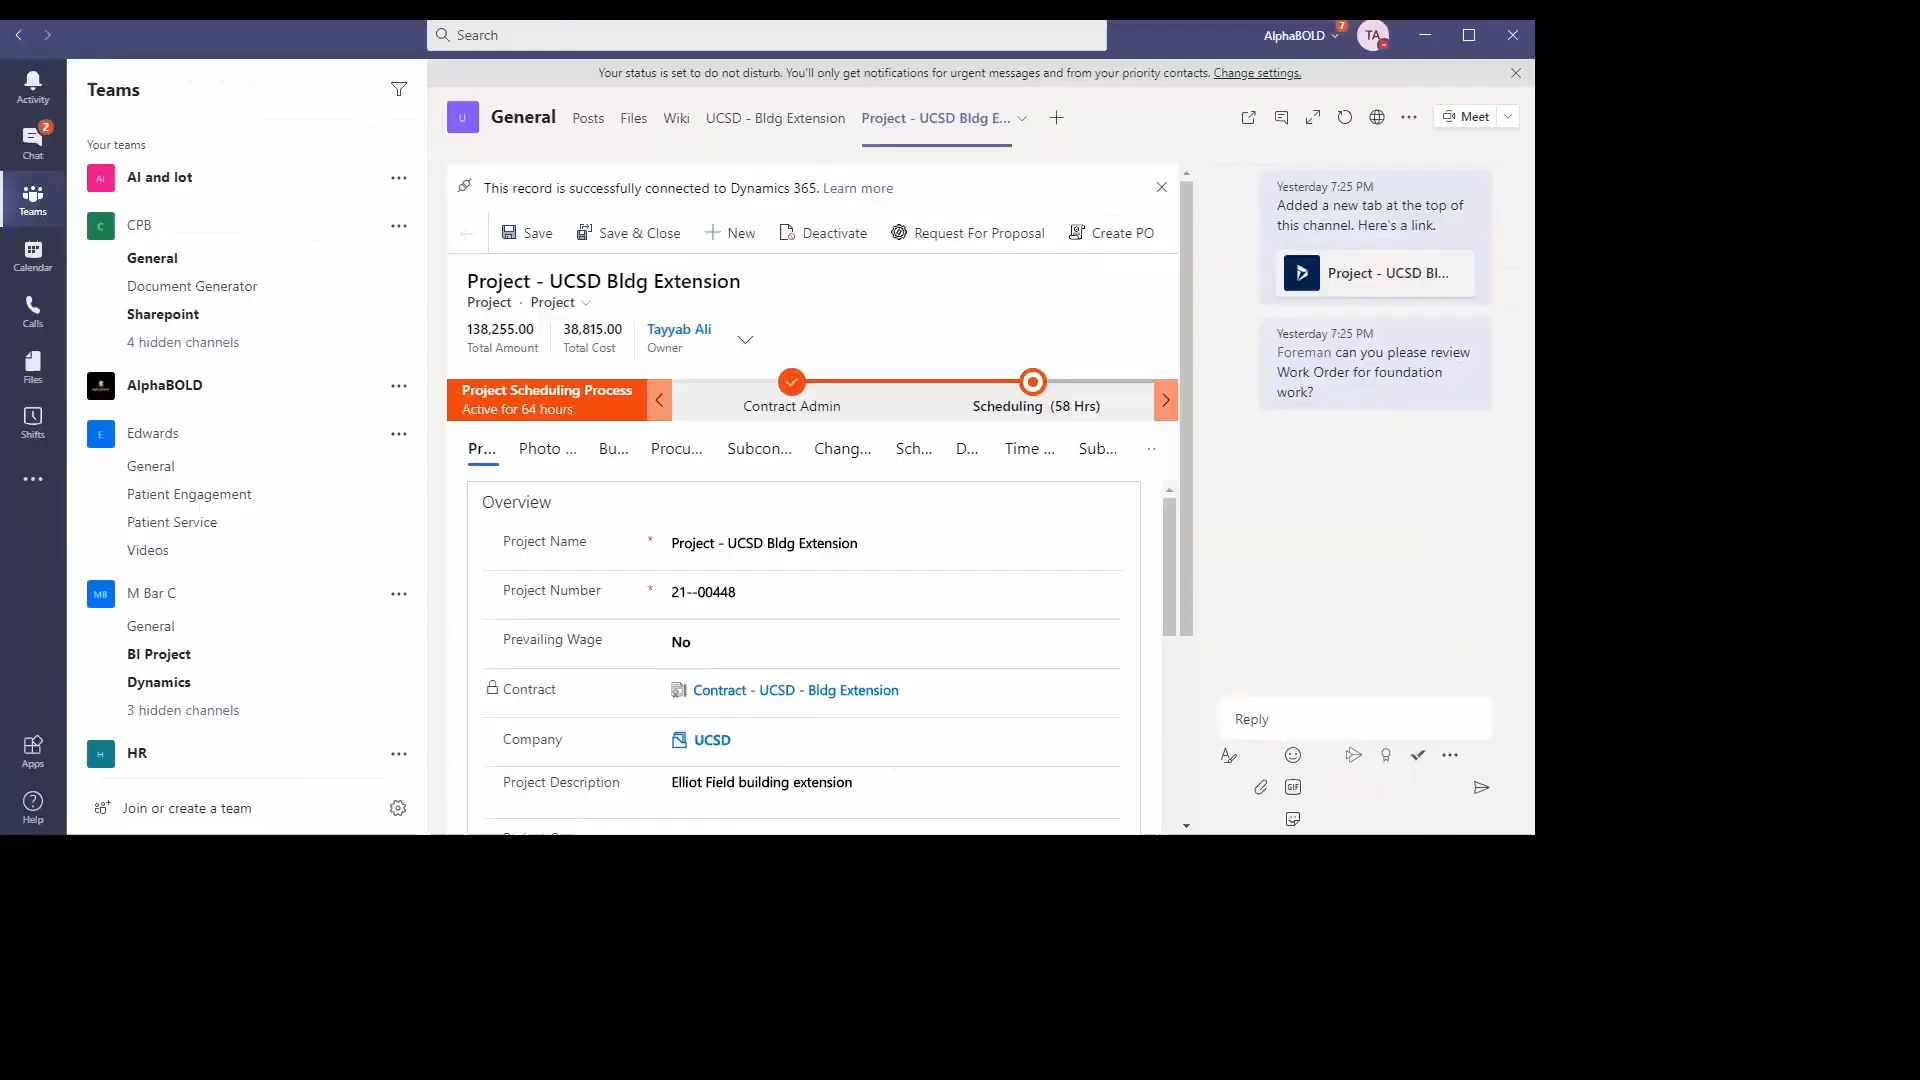 Search
AlphaBOLD
7
TA
Your status is set to do not disturb. You'll only get notifications for urgent messages and from your priority contacts. Change settings.
Activity
2
Chat
Teams
Calendar
Calls
Files
Shifts
Apps
Help
Teams
Your teams
AI
AI and Iot
C
CPB
General
Document Generator
Sharepoint
4 hidden channels
AlphaBOLD
E
Edwards
General
Patient Engagement
Patient Service
Videos
MB
M Bar C
General
BI Project
Dynamics
3 hidden channels
H
HR
Join or create a team
U
General
Posts
Files
Wiki
UCSD - Bldg Extension
Project - UCSD Bldg E...
Meet
This record is successfully connected to Dynamics 365. Learn more
Save
Save & Close
New
Deactivate
Request For Proposal
Create PO
Project - UCSD Bldg Extension
Project · Project
138,255.00
Total Amount
38,815.00
Total Cost
Tayyab Ali
Owner
Project Scheduling Process
Active for 64 hours
Contract Admin
Scheduling (58 Hrs)
Pr...
Photo ...
Bu...
Procu...
Subcon...
Chang...
Sch...
D...
Time ...
Sub...
Overview
Project Name * Project - UCSD Bldg Extension
Project Number * 21--00448
Prevailing Wage No
Contract Contract - UCSD - Bldg Extension
Company UCSD
Project Description Elliot Field building extension
Yesterday 7:25 PM
Added a new tab at the top of
this channel. Here's a link.
Project - UCSD Bl...
Yesterday 7:25 PM
Foreman can you please review
Work Order for foundation
work?
Reply
GIF